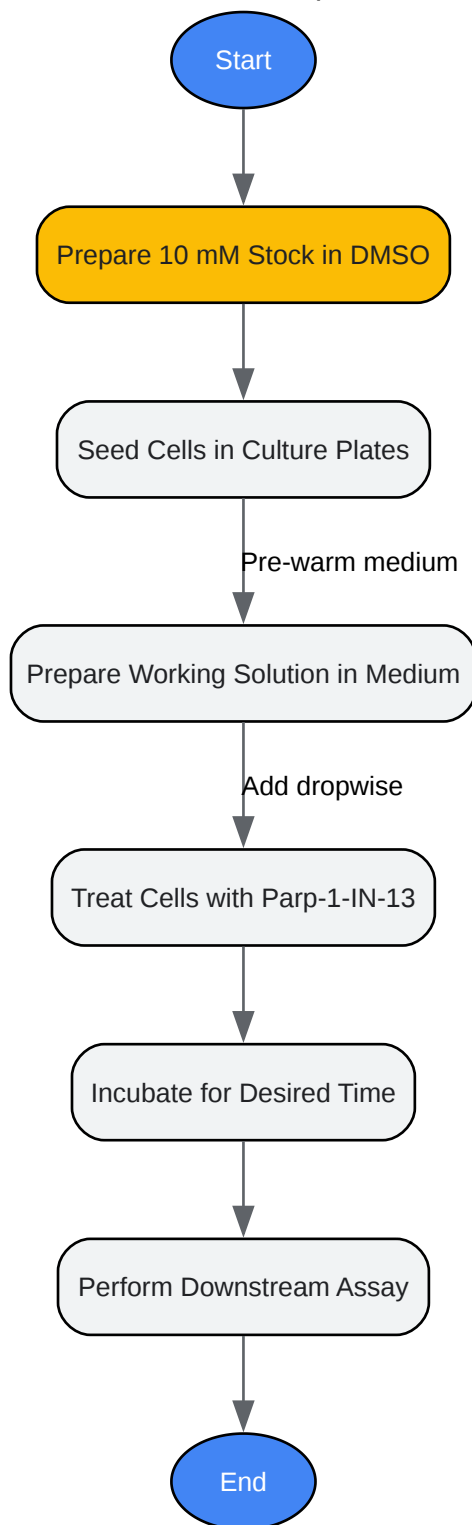 Start
Prepare 10 mM Stock in DMSO
Seed Cells in Culture Plates
Pre-warm medium
Prepare Working Solution in Medium
Add dropwise
Treat Cells with Parp-1-IN-13
Incubate for Desired Time
Perform Downstream Assay
End